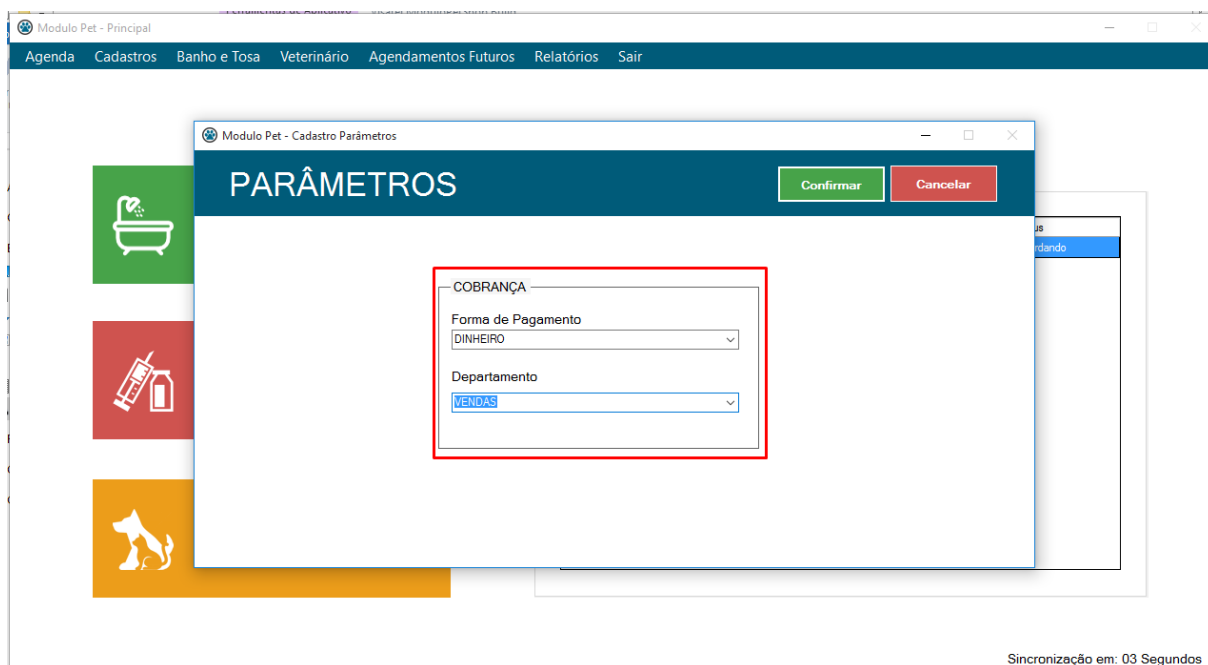 Modulo Pet - Principal
Agenda Cadastros Banho e Tosa Veterinário Agendamentos Futuros Relatórios Sair
Modulo Pet - Cadastro Parâmetros
PARÂMETROS
Confirmar Cancelar
COBRANÇA
Forma de Pagamento
DINHEIRO
Departamento
VENDAS
Sincronização em: 03 Segundos